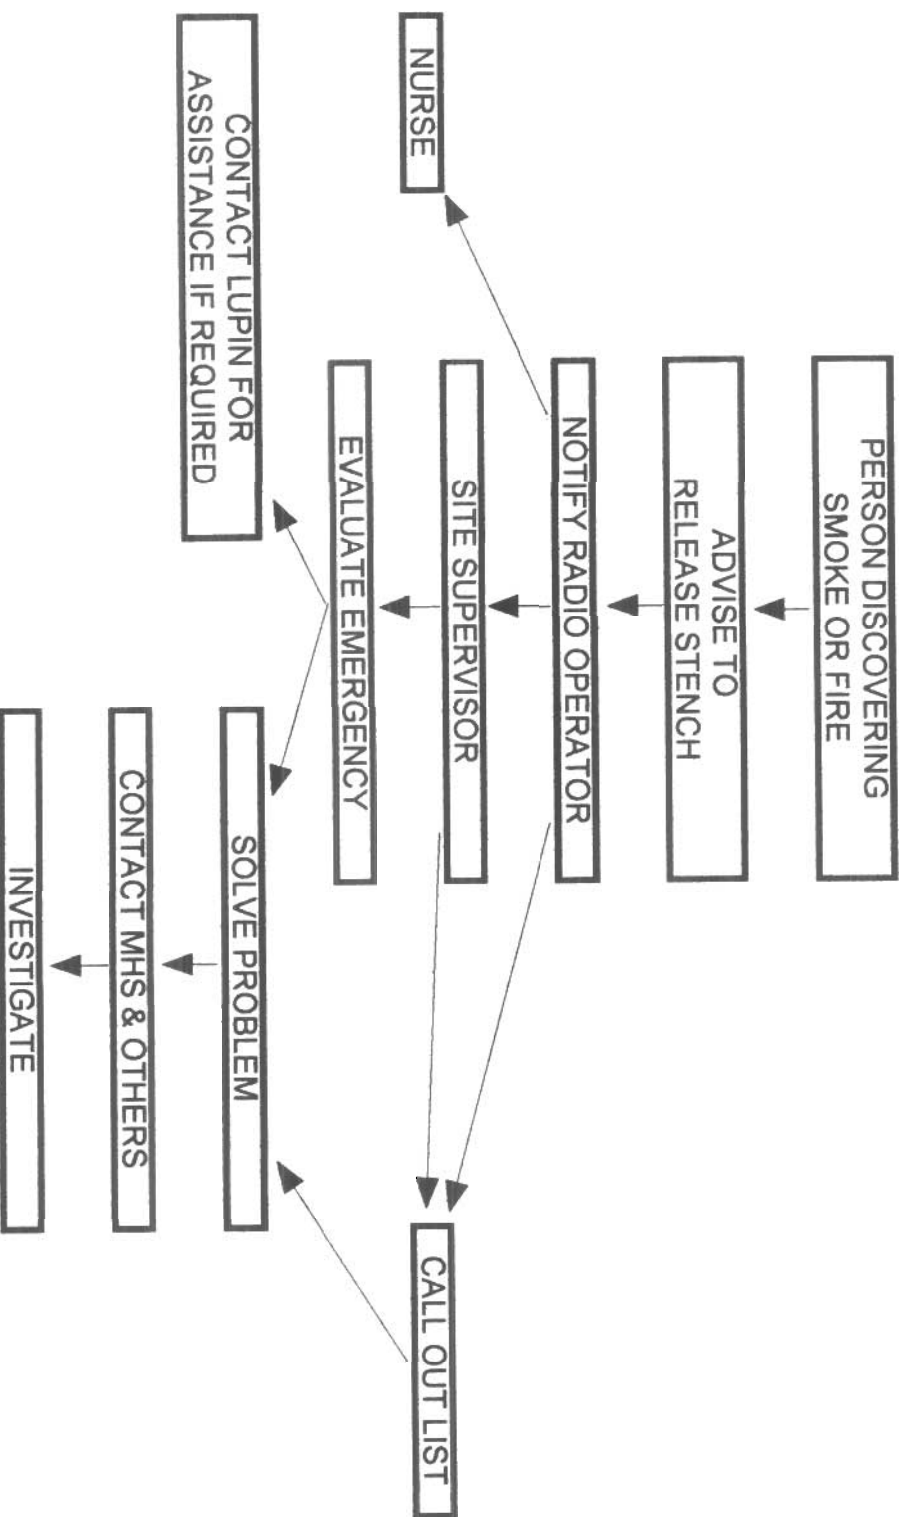 PERSON DISCOVERING
SMOKE OR FIRE
ADVISE TO
RELEASE STENCH
NOTIFY RADIO OPERATOR
NURSE
SITE SUPERVISOR
CALL OUT LIST
EVALUATE EMERGENCY
CONTACT LUPIN FOR
ASSISTANCE IF REQUIRED
SOLVE PROBLEM
CONTACT MHS & OTHERS
INVESTIGATE